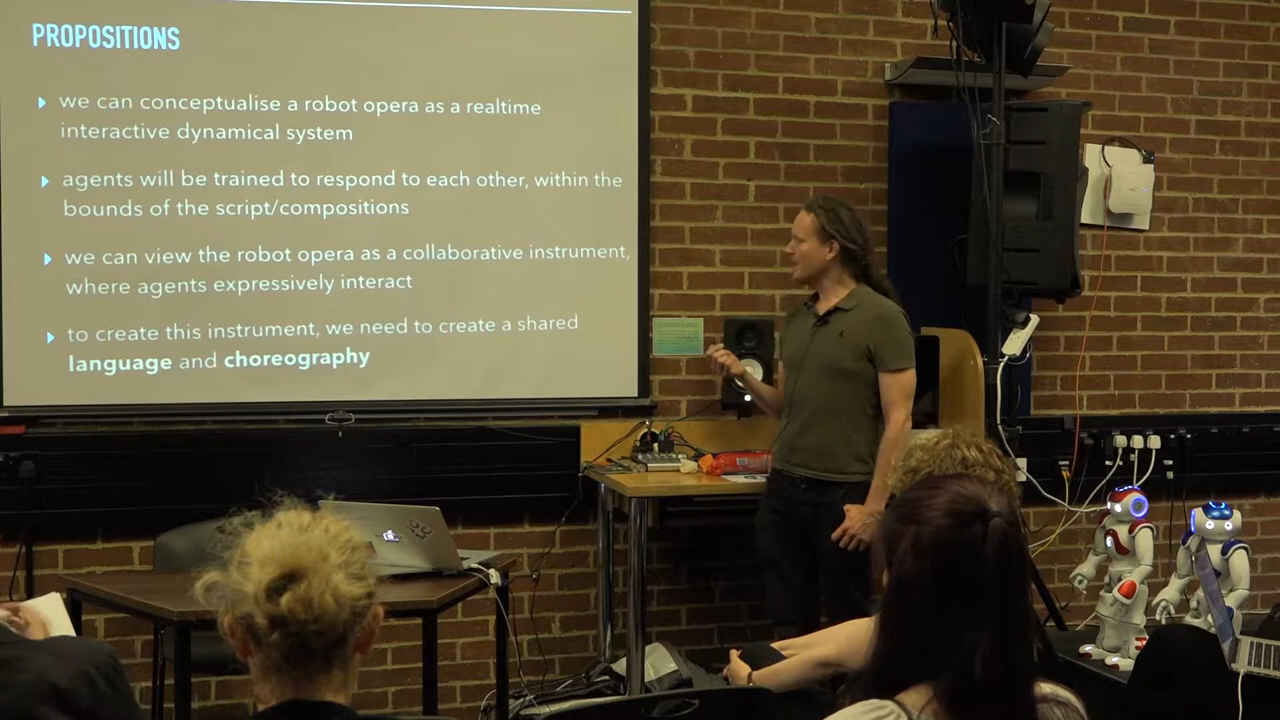 PROPOSITIONS
we can conceptualise a robot opera as a realtime
interactive dynamical system
agents will be trained to respond to each other, within the
bounds of the script/compositions
we can view the robot opera as a collaborative instrument,
where agents expressively interact
to create this instrument, we need to create a shared
language and choreography